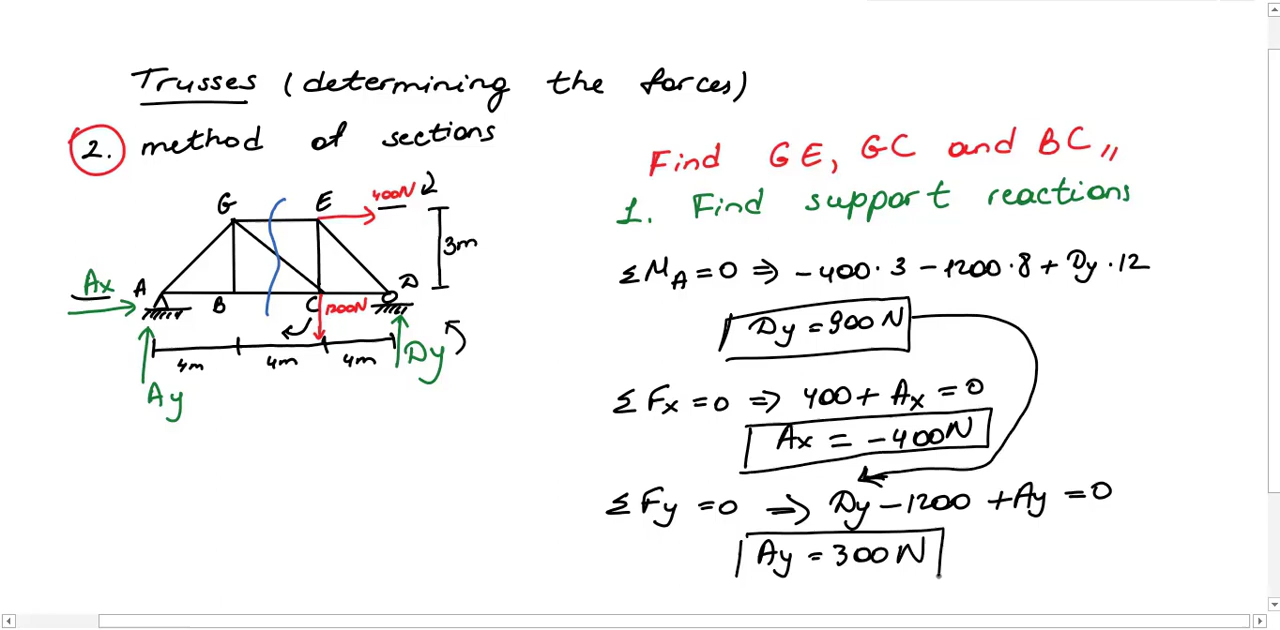 Trusses (determining the forces)
2. method of sections
Find GE, GC and BC,,
1. Find support reactions
G E 400N
3m
Ax A B C 1200N D
4m 4m 4m
Ay Dy
ΣM_A = 0 ⇒ -400·3 - 1200·8 + Dy·12
Dy = 900 N
ΣFx = 0 ⇒ 400 + Ax = 0
Ax = -400N
ΣFy = 0 ⇒ Dy - 1200 + Ay = 0
Ay = 300 N